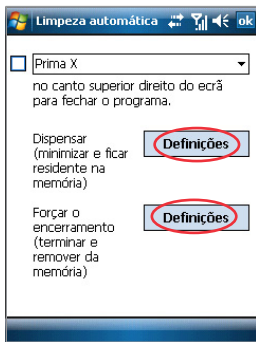 Limpeza automática ok
Prima X
no canto superior direito do ecrã
para fechar o programa.
Dispensar
(minimizar e ficar
residente na
memória)
Definições
Forçar o
encerramento
(terminar e
remover da
memória)
Definições